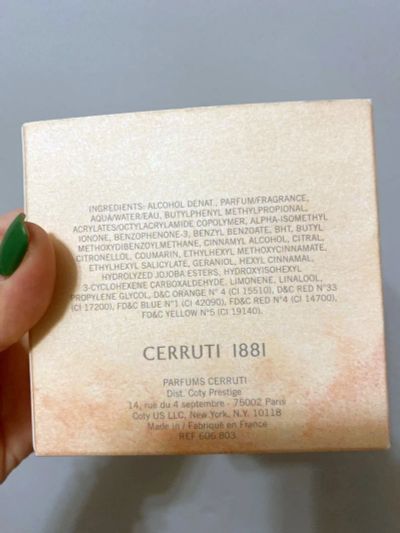 INGREDIENTS: ALCOHOL DENAT., PARFUM/FRAGRANCE,
AQUA/WATER/EAU, BUTYLPHENYL METHYLPROPIONAL,
ACRYLATES/OCTYLACRYLAMIDE COPOLYMER, ALPHA-ISOMETHYL
IONONE, BENZOPHENONE-3, BENZYL BENZOATE, BHT, BUTYL
METHOXYDIBENZOYLMETHANE, CINNAMYL ALCOHOL, CITRAL,
CITRONELLOL, COUMARIN, ETHYLHEXYL METHOXYCINNAMATE,
ETHYLHEXYL SALICYLATE, GERANIOL, HEXYL CINNAMAL,
HYDROLYZED JOJOBA ESTERS, HYDROXYISOHEXYL
3-CYCLOHEXENE CARBOXALDEHYDE, LIMONENE, LINALOOL,
PROPYLENE GLYCOL, D&C ORANGE N° 4 (CI 15510), D&C RED N°33
(CI 17200), FD&C BLUE N°1 (CI 42090), FD&C RED N°4 (CI 14700),
FD&C YELLOW N°5 (CI 19140).
CERRUTI 1881
PARFUMS CERRUTI
Dist. Coty Prestige
14, rue du 4 septembre - 75002 Paris
Coty US LLC, New York, N.Y. 10118
Made in / Fabriqué en France
REF 606.803